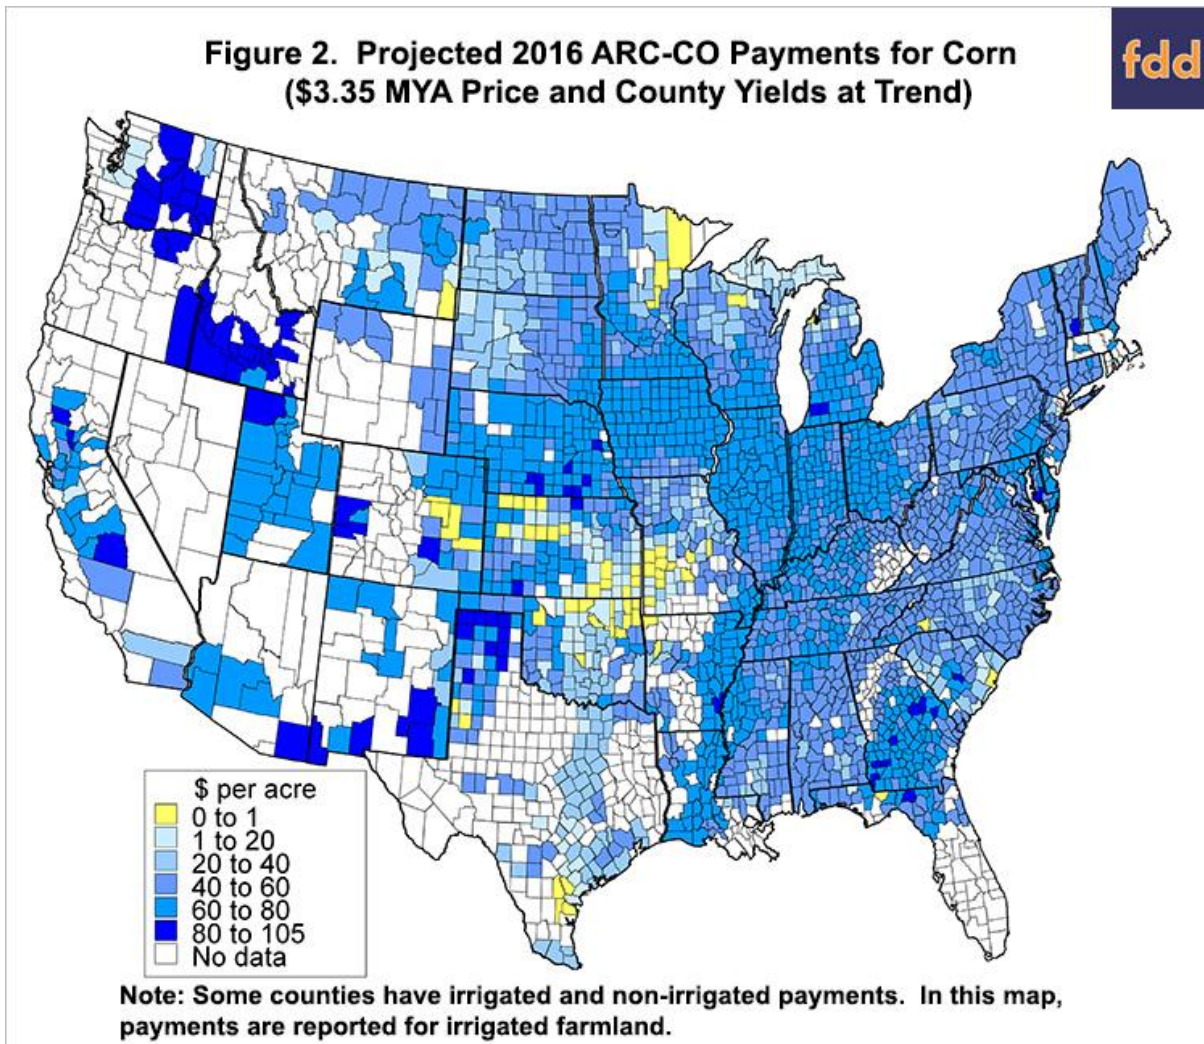 Figure 2.  Projected 2016 ARC-CO Payments for Corn
($3.35 MYA Price and County Yields at Trend)
fdd
$ per acre
0 to 1
1 to 20
20 to 40
40 to 60
60 to 80
80 to 105
No data
Note: Some counties have irrigated and non-irrigated payments.  In this map,
payments are reported for irrigated farmland.